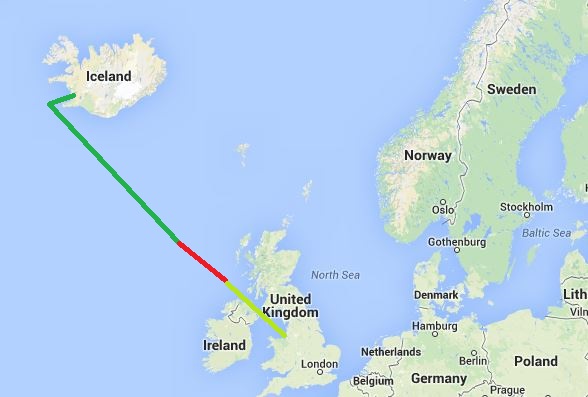 Iceland
Sweden
Norway
Oslo
Stockholm
Gothenburg
Baltic Sea
North Sea
United
Kingdom
Denmark
Lith
Viln
Ireland
Hamburg
Netherlands
London
Berlin
Poland
Belgium
Germany
Prague